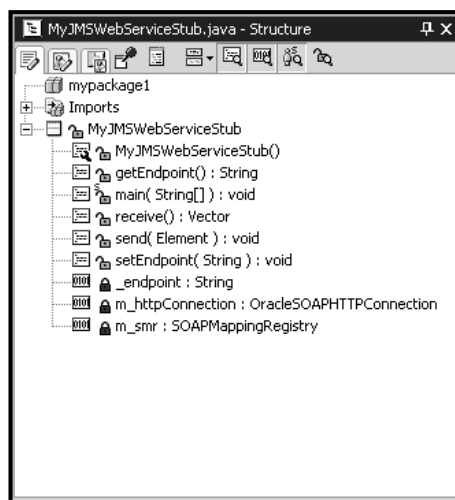 MyJMSWebServiceStub.java - Structure
mypackage1
Imports
MyJMSWebServiceStub
MyJMSWebServiceStub()
getEndpoint() : String
main( String[] ) : void
receive() : Vector
send( Element ) : void
setEndpoint( String ) : void
_endpoint : String
m_httpConnection : OracleSOAPHTTPConnection
m_smr : SOAPMappingRegistry